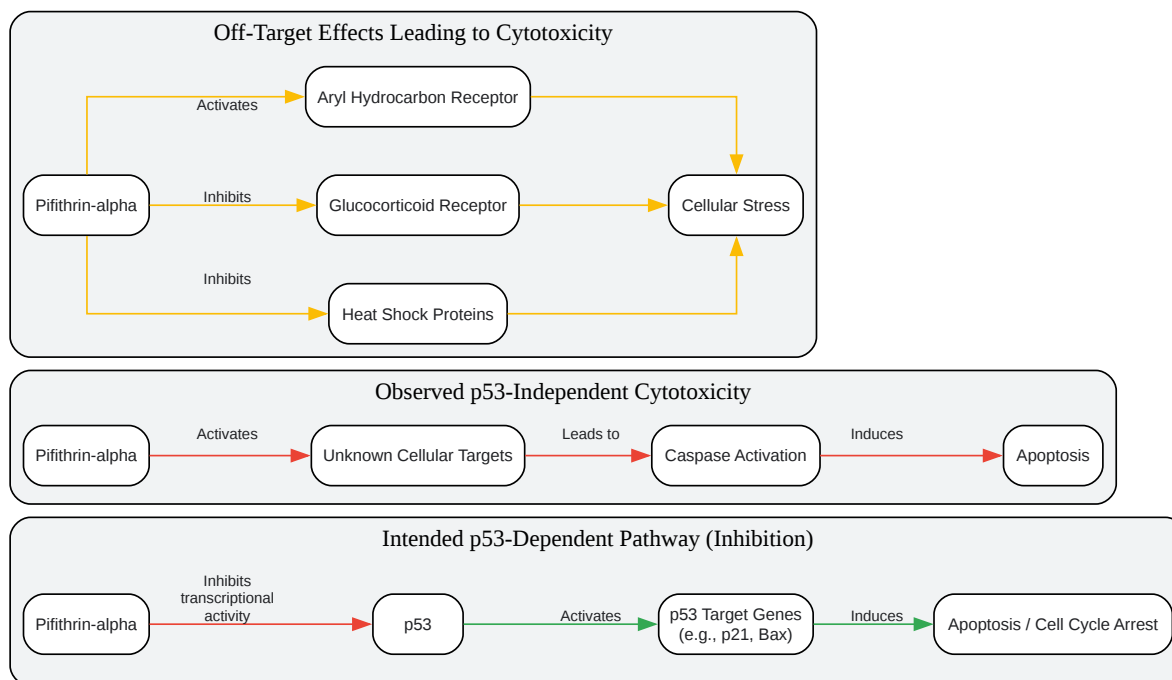 Off-Target Effects Leading to Cytotoxicity
Activates
Aryl Hydrocarbon Receptor
Pifithrin-alpha
Inhibits
Glucocorticoid Receptor
Cellular Stress
Inhibits
Heat Shock Proteins
Observed p53-Independent Cytotoxicity
Pifithrin-alpha
Activates
Unknown Cellular Targets
Leads to
Caspase Activation
Induces
Apoptosis
Intended p53-Dependent Pathway (Inhibition)
Pifithrin-alpha
Inhibits
transcriptional
activity
p53
Activates
p53 Target Genes
(e.g., p21, Bax)
Induces
Apoptosis / Cell Cycle Arrest